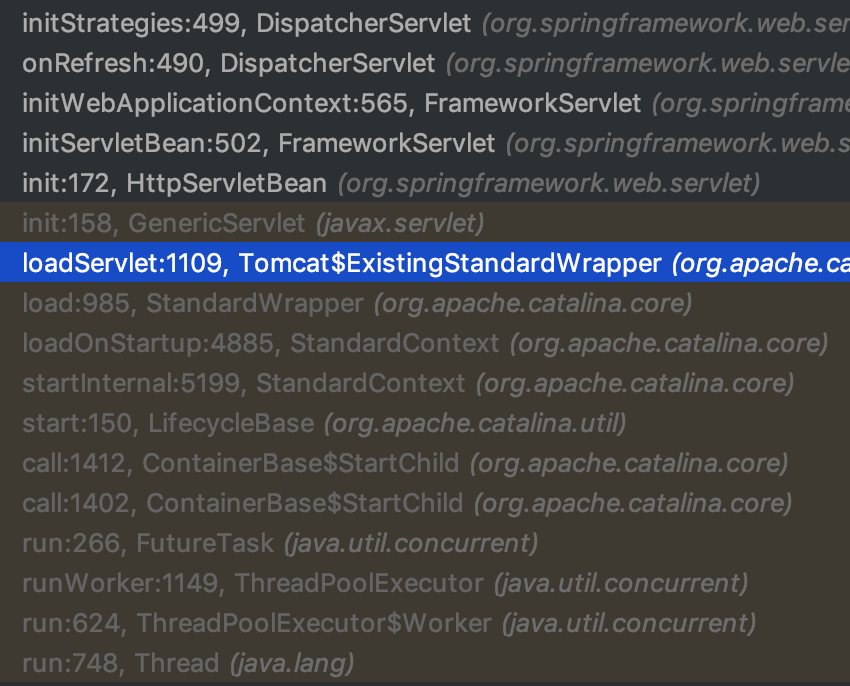 initStrategies:499, DispatcherServlet (org.springframework.web.ser
onRefresh:490, DispatcherServlet (org.springframework.web.servle
initWebApplicationContext:565, FrameworkServlet (org.springframe
initServletBean:502, FrameworkServlet (org.springframework.web.s
init:172, HttpServletBean (org.springframework.web.servlet)
init:158, GenericServlet (javax.servlet)
loadServlet:1109, Tomcat$ExistingStandardWrapper (org.apache.ca
load:985, StandardWrapper (org.apache.catalina.core)
loadOnStartup:4885, StandardContext (org.apache.catalina.core)
startInternal:5199, StandardContext (org.apache.catalina.core)
start:150, LifecycleBase (org.apache.catalina.util)
call:1412, ContainerBase$StartChild (org.apache.catalina.core)
call:1402, ContainerBase$StartChild (org.apache.catalina.core)
run:266, FutureTask (java.util.concurrent)
runWorker:1149, ThreadPoolExecutor (java.util.concurrent)
run:624, ThreadPoolExecutor$Worker (java.util.concurrent)
run:748, Thread (java.lang)